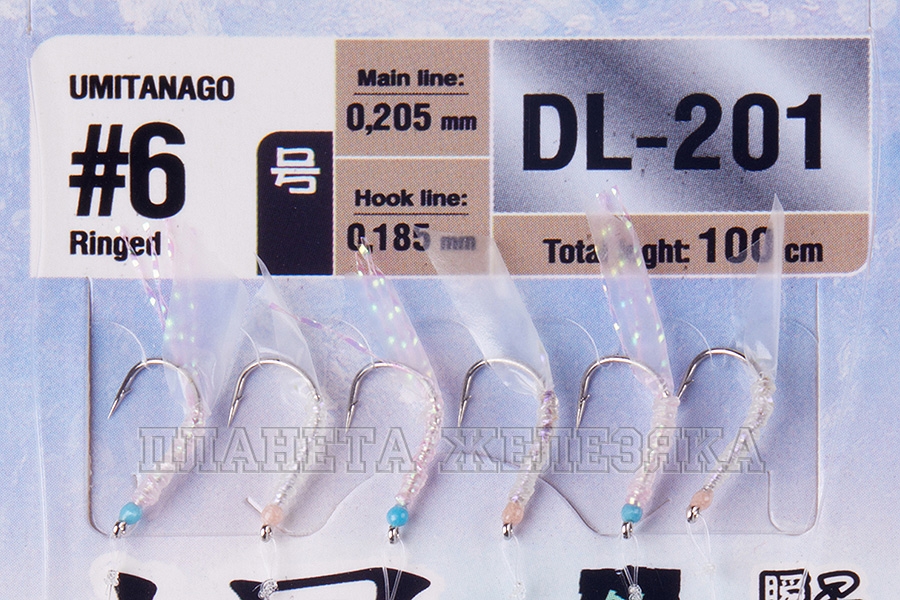 UMITANAGO
#6
Ringed
号
Main line:
0,205 mm
Hook line:
0,185 mm
DL-201
Total 100 cm
ПЛАНЕТА ЖЕЛЕЗЯКА
瞬